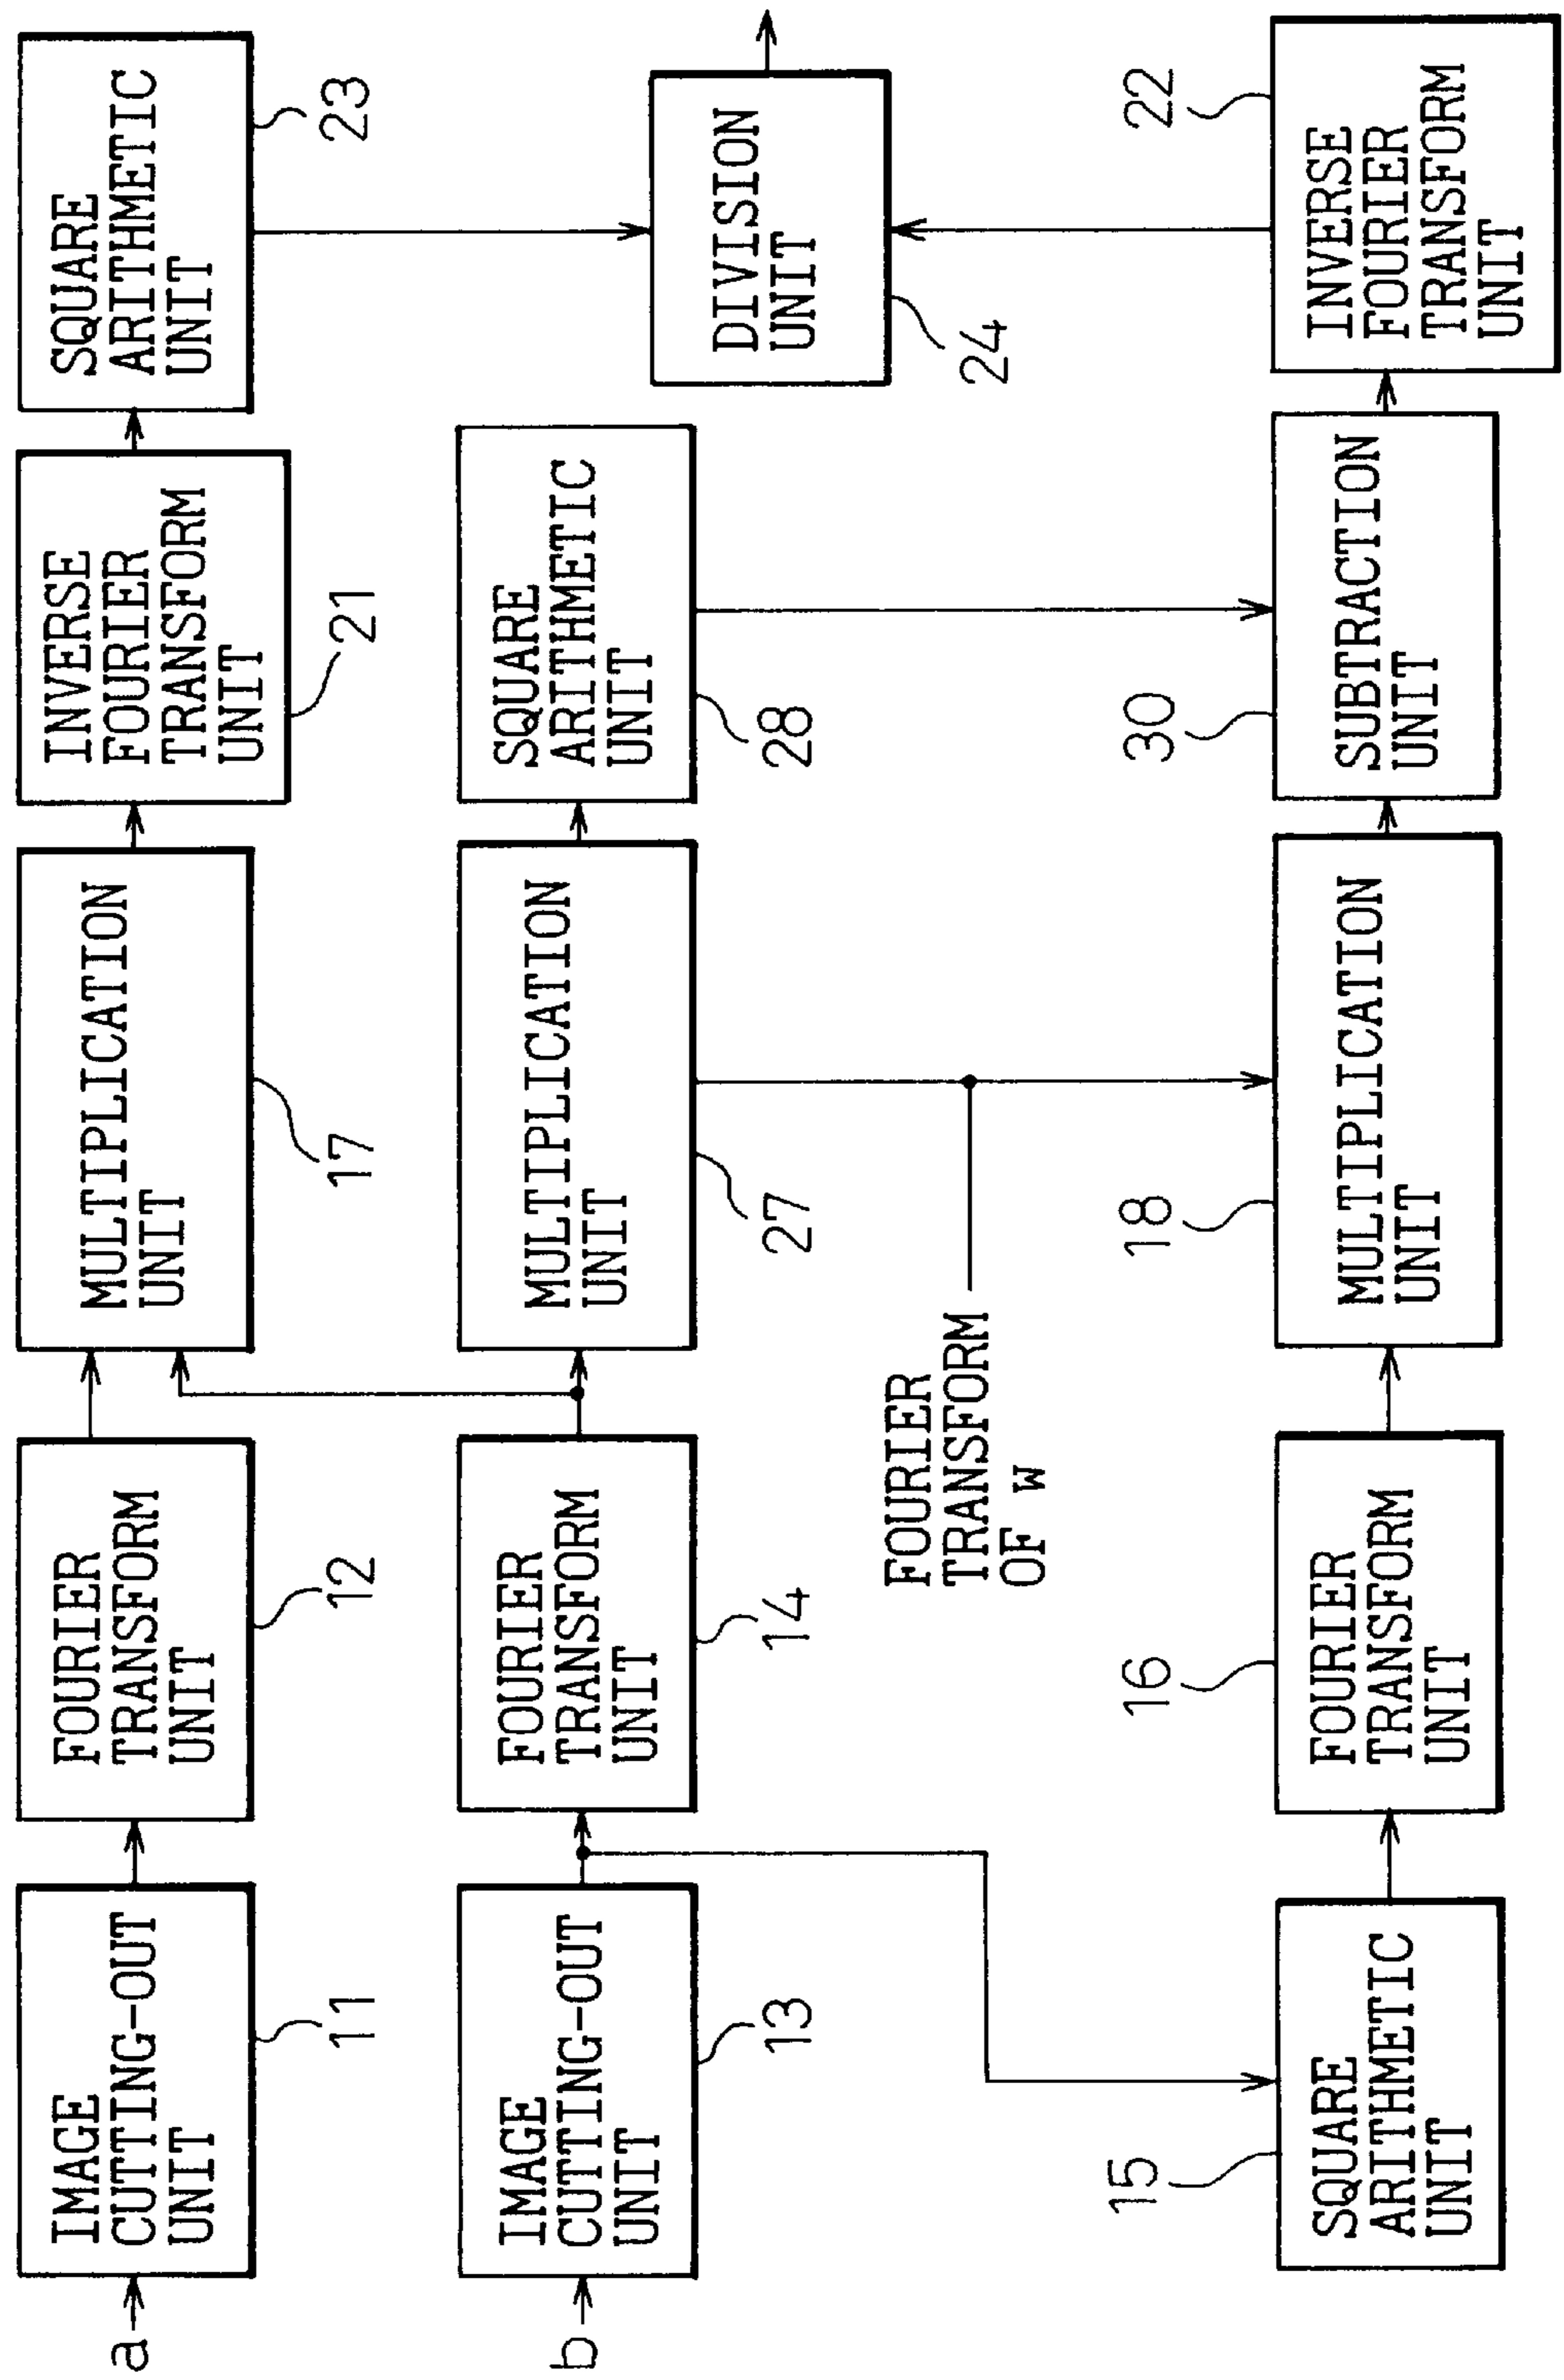 a
IMAGE
CUTTING-OUT
UNIT
11
FOURIER
TRANSFORM
UNIT
12
MULTIPLICATION
UNIT
17
INVERSE
FOURIER
TRANSFORM
UNIT
21
SQUARE
ARITHMETIC
UNIT
23
b
IMAGE
CUTTING-OUT
UNIT
13
FOURIER
TRANSFORM
UNIT
14
MULTIPLICATION
UNIT
27
SQUARE
ARITHMETIC
UNIT
28
DIVISION
UNIT
24
FOURIER
TRANSFORM
OF w
15
SQUARE
ARITHMETIC
UNIT
16
FOURIER
TRANSFORM
UNIT
18
MULTIPLICATION
UNIT
30
SUBTRACTION
UNIT
22
INVERSE
FOURIER
TRANSFORM
UNIT